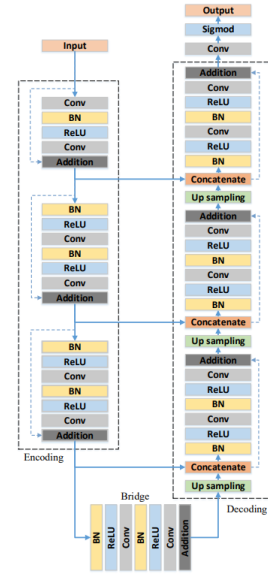 Input
Conv
BN
ReLU
Conv
Addition
BN
ReLU
Conv
BN
ReLU
Conv
Addition
BN
ReLU
Conv
BN
ReLU
Conv
Addition
Encoding
Bridge
BN
ReLU
Conv
BN
ReLU
Conv
Addition
Output
Sigmod
Conv
Addition
Conv
ReLU
BN
Conv
ReLU
BN
Concatenate
Up sampling
Addition
Conv
ReLU
BN
Conv
ReLU
BN
Concatenate
Up sampling
Addition
Conv
ReLU
BN
Conv
ReLU
BN
Concatenate
Up sampling
Decoding